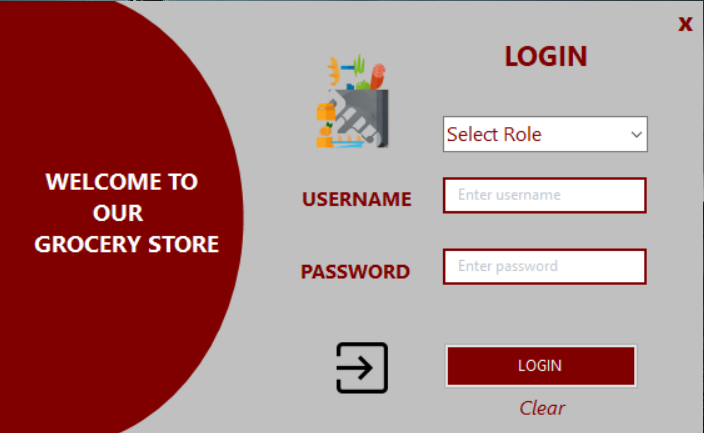 X
LOGIN
Select Role
WELCOME TO
OUR
GROCERY STORE
USERNAME
Enter username
PASSWORD
Enter password
LOGIN
Clear